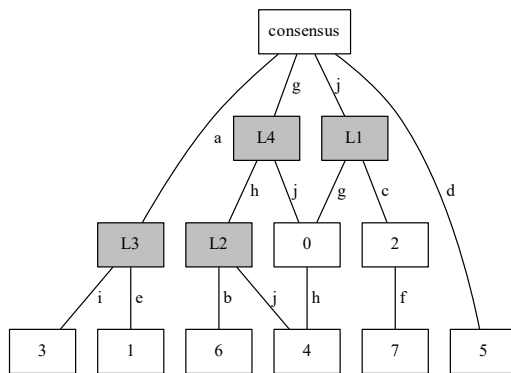 consensus
g j
a L4 L1
h j g c d
L3 L2 0 2
i e b j h f
3 1 6 4 7 5